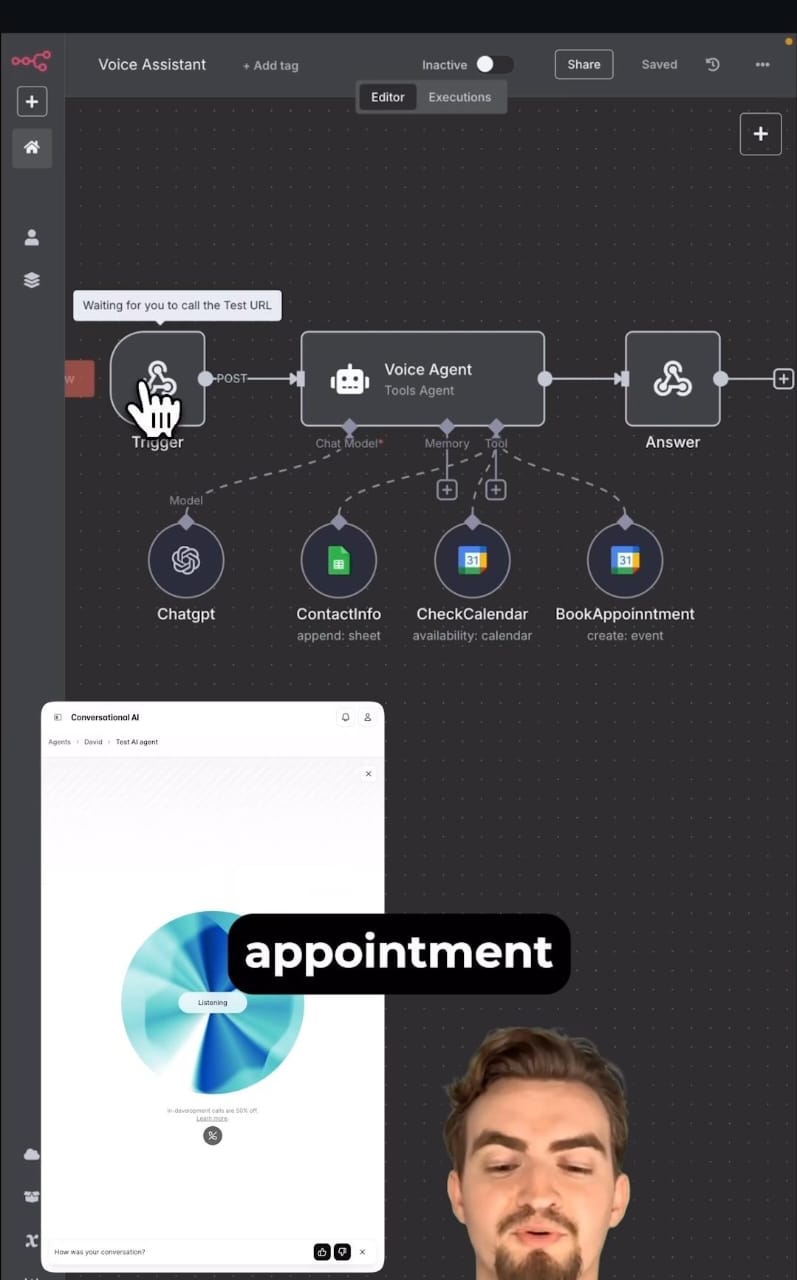 Voice Assistant
+ Add tag
Inactive
Share
Saved
Editor
Executions
Waiting for you to call the Test URL
W
POST
Trigger
Voice Agent
Tools Agent
Answer
Chat Model*
Memory
Tool
Model
31
31
Chatgpt
ContactInfo
CheckCalendar
BookAppoinntment
append: sheet
availability: calendar
create: event
Conversational AI
Agents › David › Test AI agent
appointment
Listening
In-development calls are 50% off.
Learn more.
How was your conversation?